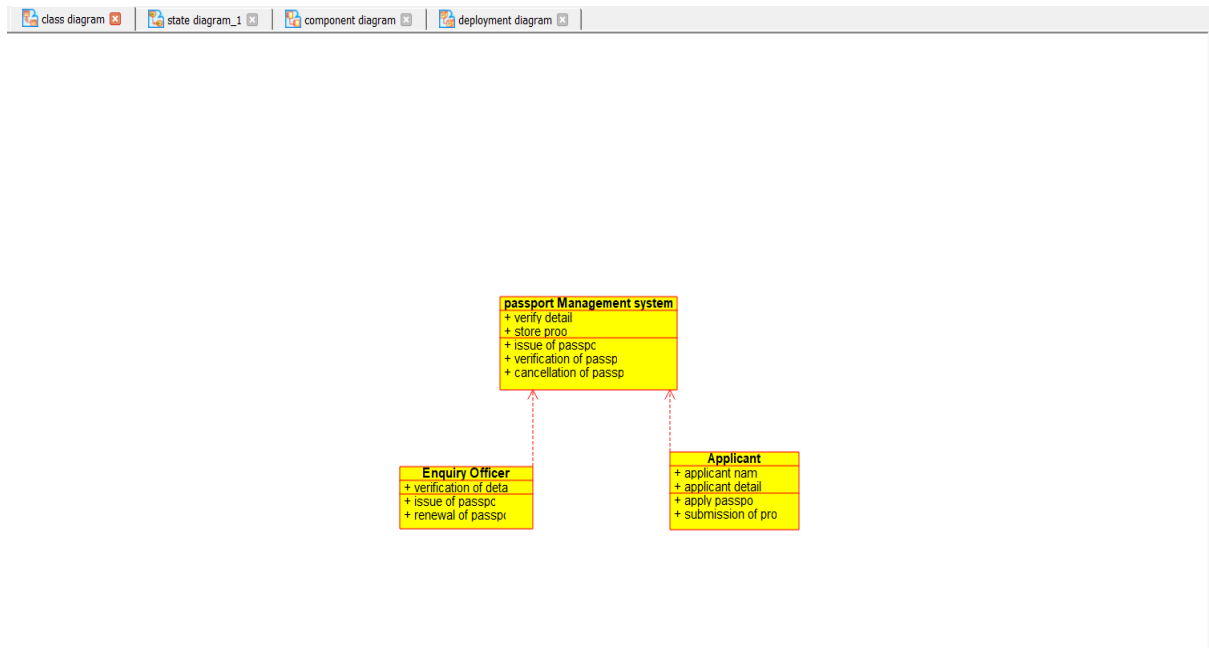 class diagram
state diagram_1
component diagram
deployment diagram
passport Management system
+ verify detail
+ store proo
+ issue of passpc
+ verification of passp
+ cancellation of passp
Enquiry Officer
+ verification of deta
+ issue of passpc
+ renewal of passpo
Applicant
+ applicant nam
+ applicant detail
+ apply passpo
+ submission of pro